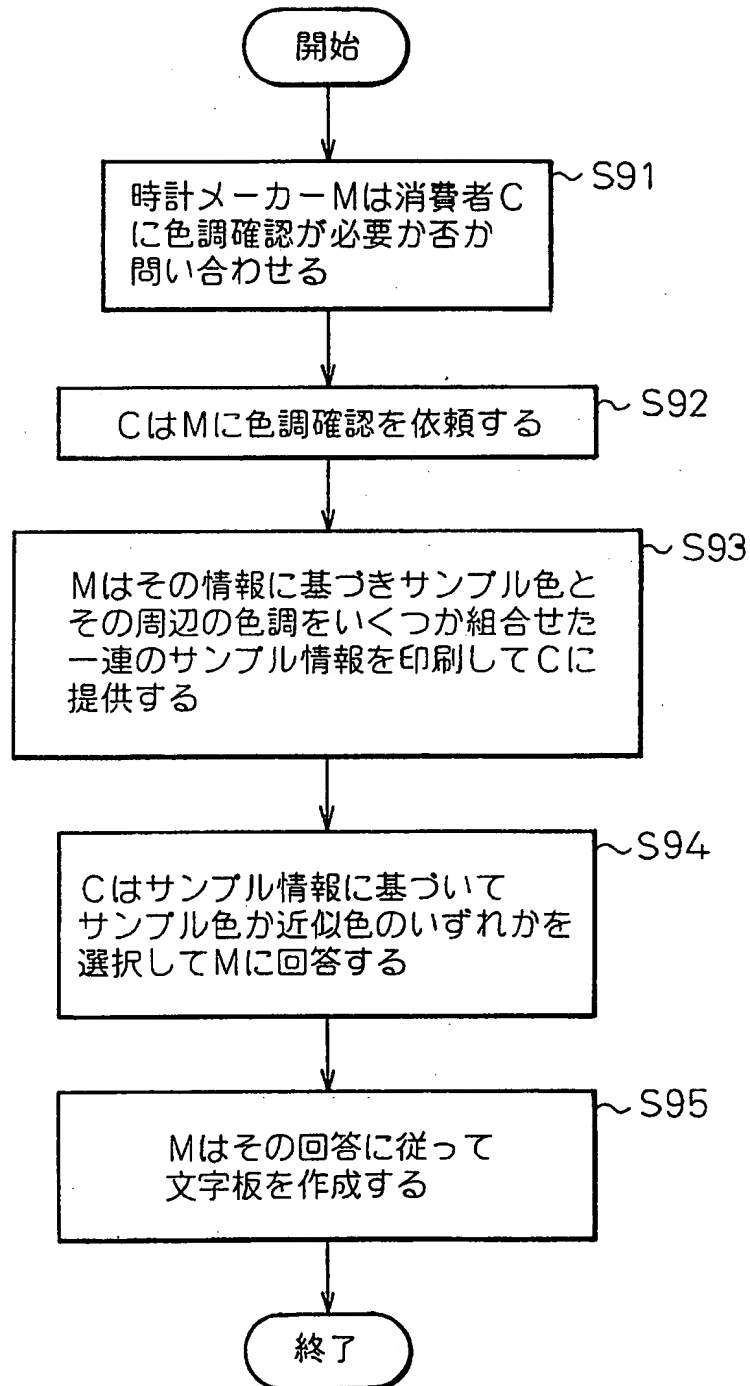 開始
時計メーカーMは消費者C
に色調確認が必要か否か
問い合わせる
S91
CはMに色調確認を依頼する
S92
Mはその情報に基づきサンプル色と
その周辺の色調をいくつか組合せた
一連のサンプル情報を印刷してCに
提供する
S93
Cはサンプル情報に基づいて
サンプル色か近似色のいずれかを
選択してMに回答する
S94
Mはその回答に従って
文字板を作成する
S95
終了